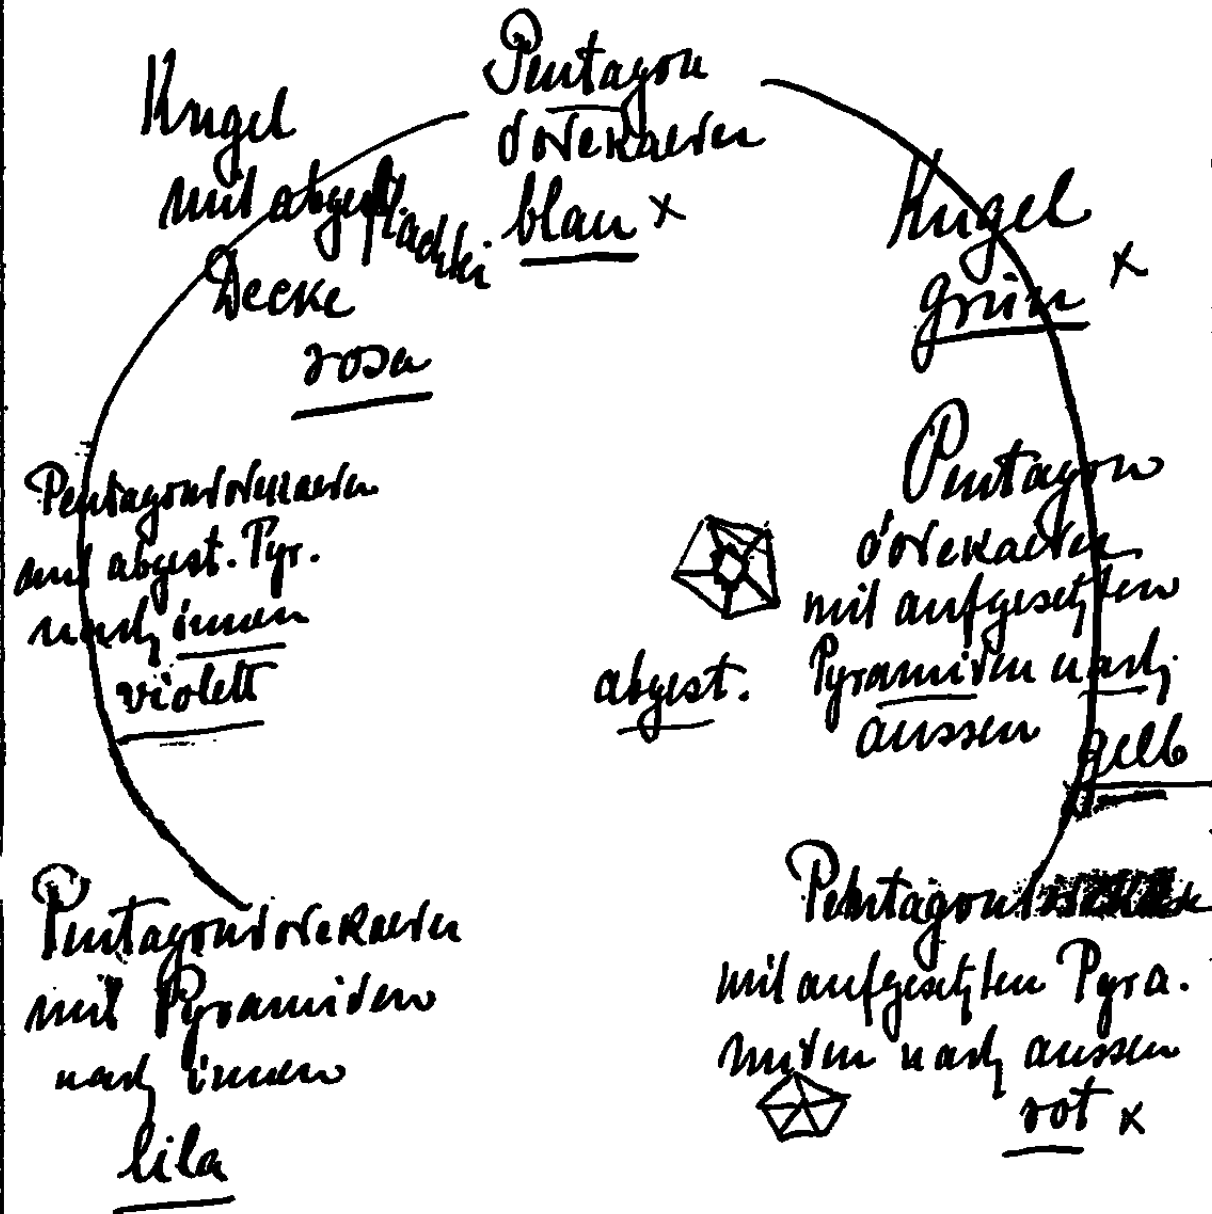 Pentagon
dodekaeder
blau x
Kugel
grün x
Pentagon
dodekaeder
mit aufgesetzten
Pyramiden nach
aussen
gelb
abgest.
Pentagon
mit aufgesetzten Pyra.
miden nach aussen
rot x
Pentagondodekaeder
mit Pyramiden
nach innen
lila
Pentagondodekaeder
mit abgest. Pyr.
nach innen
violett
Kugel
mit abgeflachter
Decke
rosa